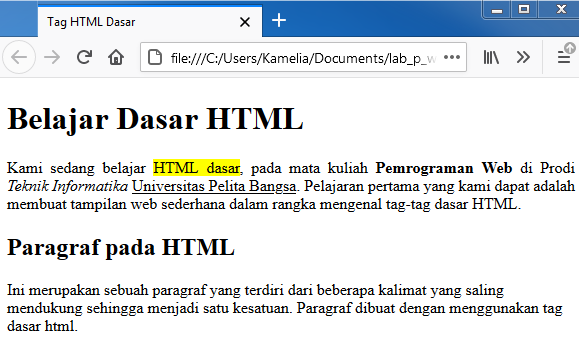 Tag HTML Dasar
file:///C:/Users/Kamelia/Documents/lab_p_w
Belajar Dasar HTML
Kami sedang belajar HTML dasar, pada mata kuliah Pemrograman Web di Prodi
Teknik Informatika Universitas Pelita Bangsa. Pelajaran pertama yang kami dapat adalah
membuat tampilan web sederhana dalam rangka mengenal tag-tag dasar HTML.
Paragraf pada HTML
Ini merupakan sebuah paragraf yang terdiri dari beberapa kalimat yang saling
mendukung sehingga menjadi satu kesatuan. Paragraf dibuat dengan menggunakan tag
dasar html.